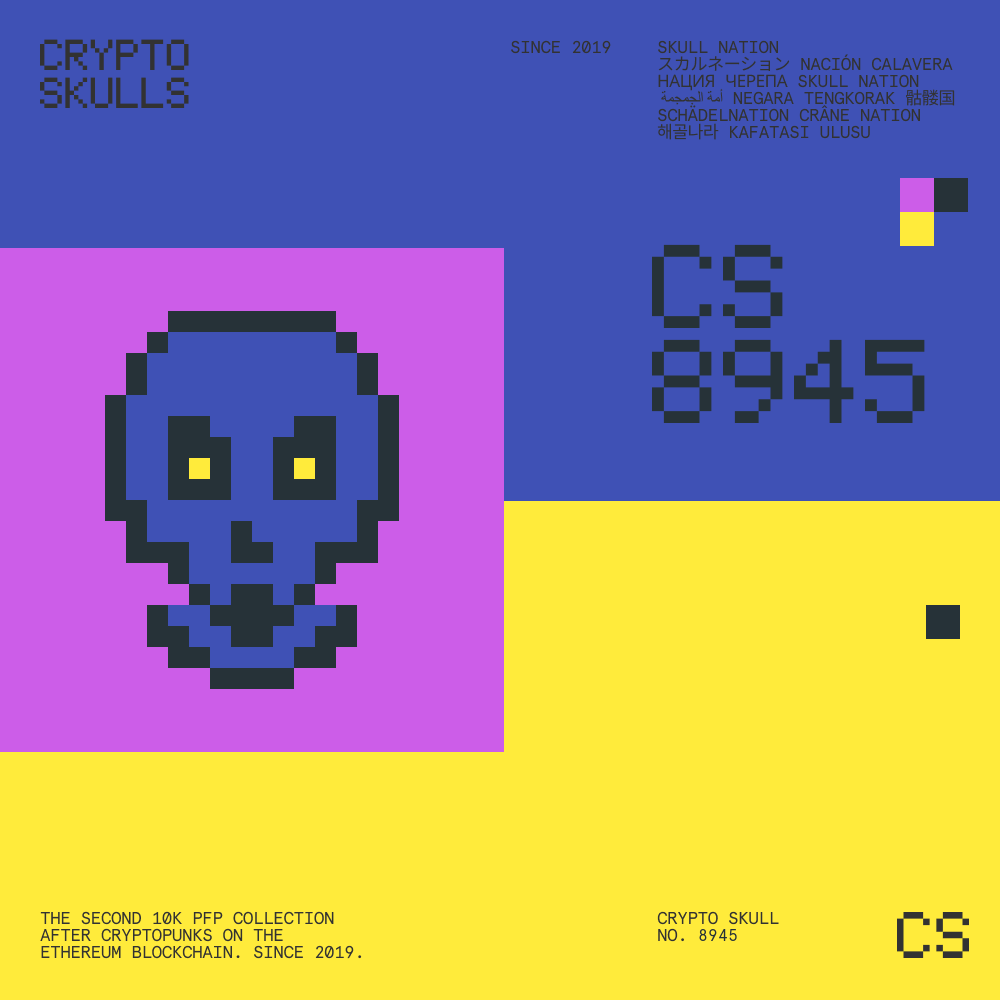 CRYPTO
SKULLS
SINCE 2019
SKULL NATION
スカルネーション NACIÓN CALAVERA
НАЦИЯ ЧЕРЕПА SKULL NATION
أمة الجمجمة NEGARA TENGKORAK 骷髅国
SCHÄDELNATION CRÂNE NATION
해골나라 KAFATASI ULUSU
CS
8945
THE SECOND 10K PFP COLLECTION
AFTER CRYPTOPUNKS ON THE
ETHEREUM BLOCKCHAIN. SINCE 2019.
CRYPTO SKULL
NO. 8945
CS